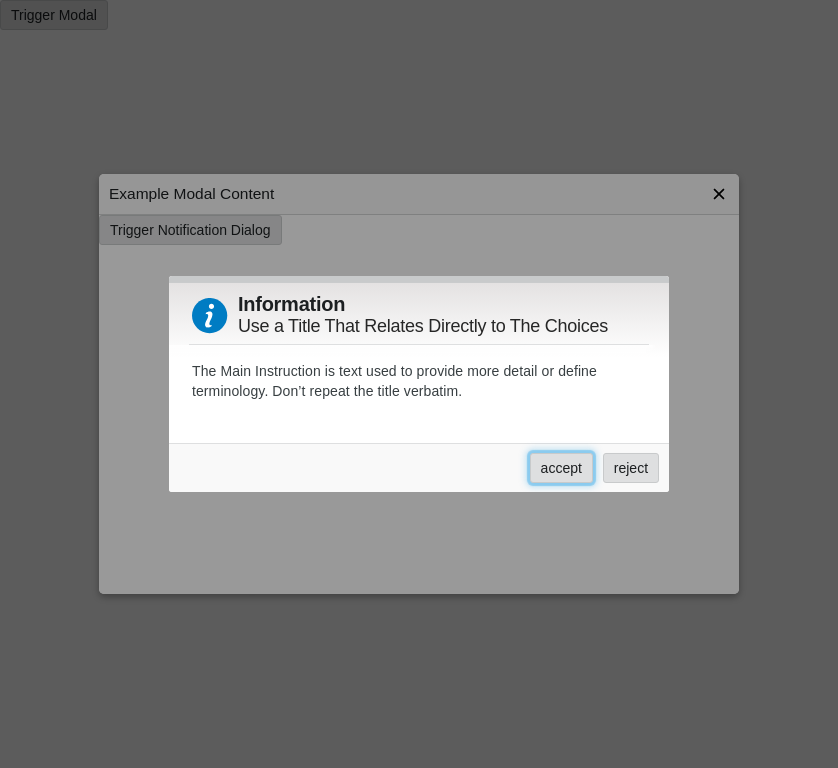 Trigger Modal
Example Modal Content
Trigger Notification Dialog
Information
Use a Title That Relates Directly to The Choices
The Main Instruction is text used to provide more detail or define
terminology. Don’t repeat the title verbatim.
accept reject